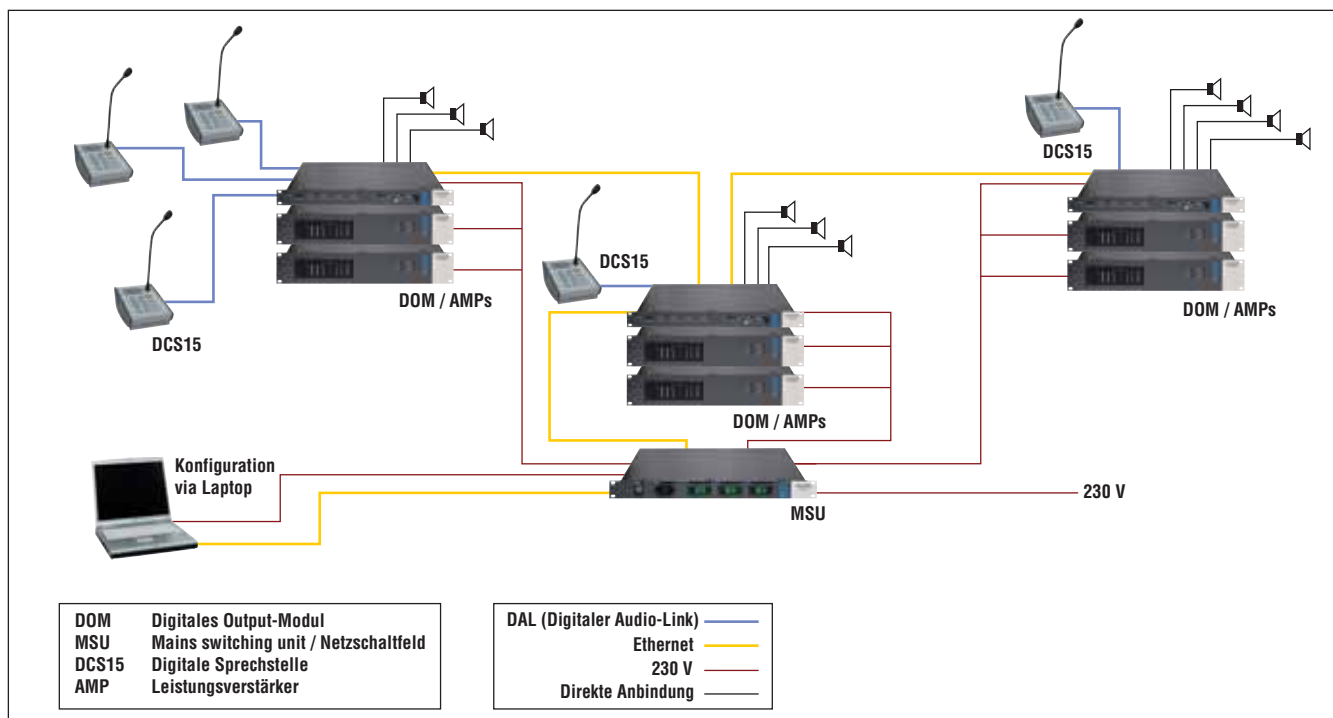 DCS15
DCS15
DOM / AMPs
DOM / AMPs
DCS15
DOM / AMPs
Konfiguration
via Laptop
230 V
MSU
DOM Digitales Output-Modul
MSU Mains switching unit / Netzschaltfeld
DCS15 Digitale Sprechstelle
AMP Leistungsverstärker
DAL (Digitaler Audio-Link)
Ethernet
230 V
Direkte Anbindung